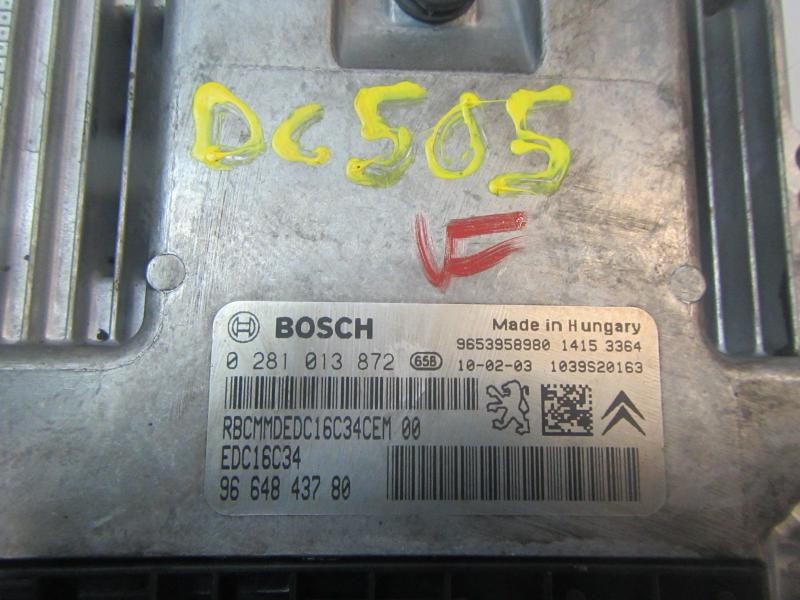 DC505
BOSCH
Made in Hungary
9653958980 1415 3364
0 281 013 872 65B 10-02-03 1039S20163
RBCMMDEDC16C34CEM 00
EDC16C34
96 648 437 80